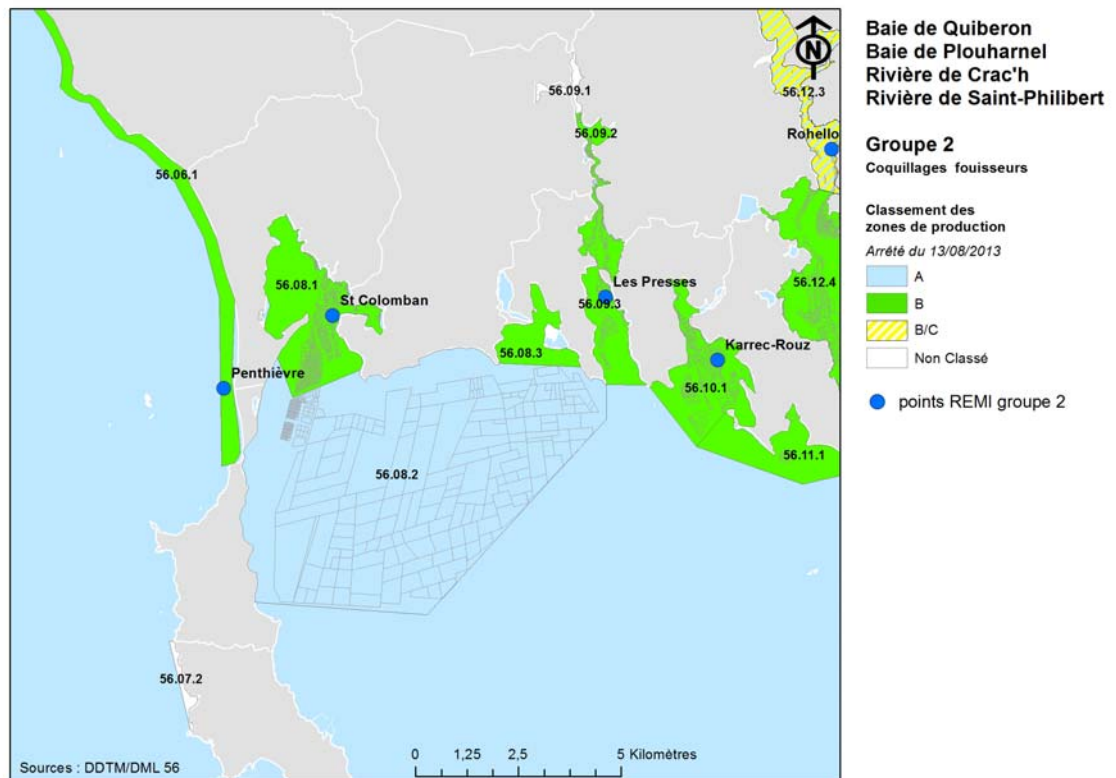 Baie de Quiberon
Baie de Plouharnel
Rivière de Crac'h
Rivière de Saint-Philibert
Groupe 2
Coquillages fouisseurs
Classement des
zones de production
Arrêté du 13/08/2013
A
B
B/C
Non Classé
points REMI groupe 2
N
56.09.1
56.12.3
56.09.2
Rohello
56.06.1
56.08.1
56.12.4
Les Presses
56.09.3
St Colomban
56.08.3
Karrec-Rouz
Penthièvre
56.10.1
56.11.1
56.08.2
56.07.2
0 1,25 2,5 5 Kilomètres
Sources : DDTM/DML 56